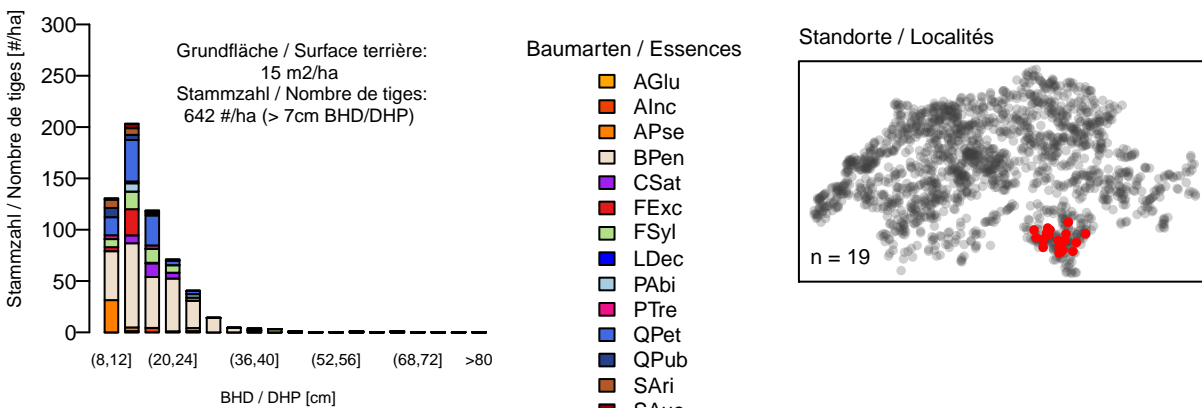 Stammzahl / Nombre de tiges [#/ha]
300
250
200
150
100
50
0
Grundfläche / Surface terrière:
15 m2/ha
Stammzahl / Nombre de tiges:
642 #/ha (> 7cm BHD/DHP)
(8,12]
(20,24]
(36,40]
(52,56]
(68,72]
>80
BHD / DHP [cm]
Baumarten / Essences
AGlu
AInc
APse
BPen
CSat
FExc
FSyl
LDec
PAbi
PTre
QPet
QPub
SAri
Standorte / Localités
n = 19